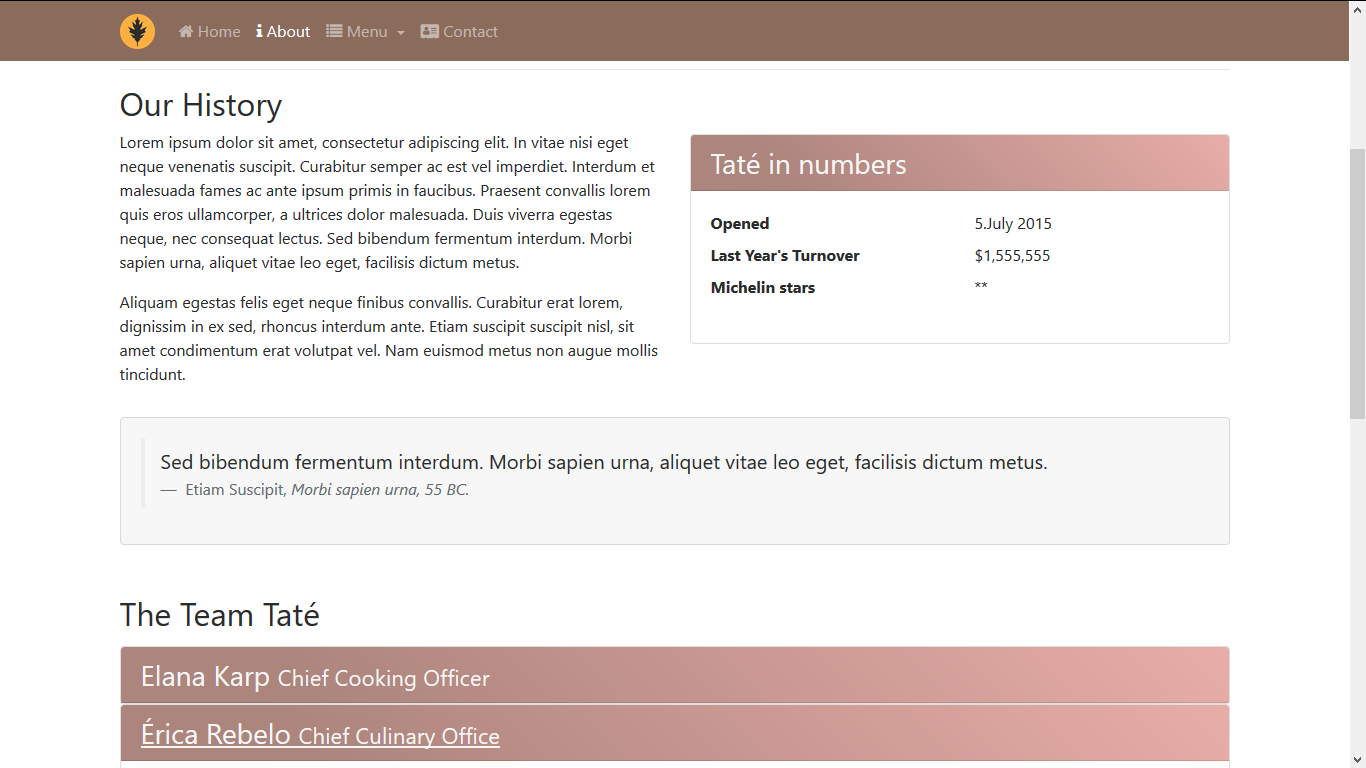 Home About Menu Contact
Our History
Lorem ipsum dolor sit amet, consectetur adipiscing elit. In vitae nisi eget
neque venenatis suscipit. Curabitur semper ac est vel imperdiet. Interdum et
malesuada fames ac ante ipsum primis in faucibus. Praesent convallis lorem
quis eros ullamcorper, a ultrices dolor malesuada. Duis viverra egestas
neque, nec consequat lectus. Sed bibendum fermentum interdum. Morbi
sapien urna, aliquet vitae leo eget, facilisis dictum metus.
Aliquam egestas felis eget neque finibus convallis. Curabitur erat lorem,
dignissim in ex sed, rhoncus interdum ante. Etiam suscipit suscipit nisl, sit
amet condimentum erat volutpat vel. Nam euismod metus non augue mollis
tincidunt.
Taté in numbers
Opened 5.July 2015
Last Year's Turnover $1,555,555
Michelin stars **
Sed bibendum fermentum interdum. Morbi sapien urna, aliquet vitae leo eget, facilisis dictum metus.
— Etiam Suscipit, Morbi sapien urna, 55 BC.
The Team Taté
Elana Karp Chief Cooking Officer
Érica Rebelo Chief Culinary Office